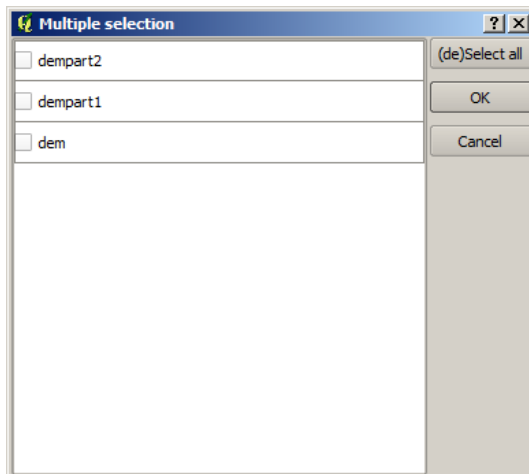 Multiple selection
dempart2
(de)Select all
dempart1
OK
dem
Cancel